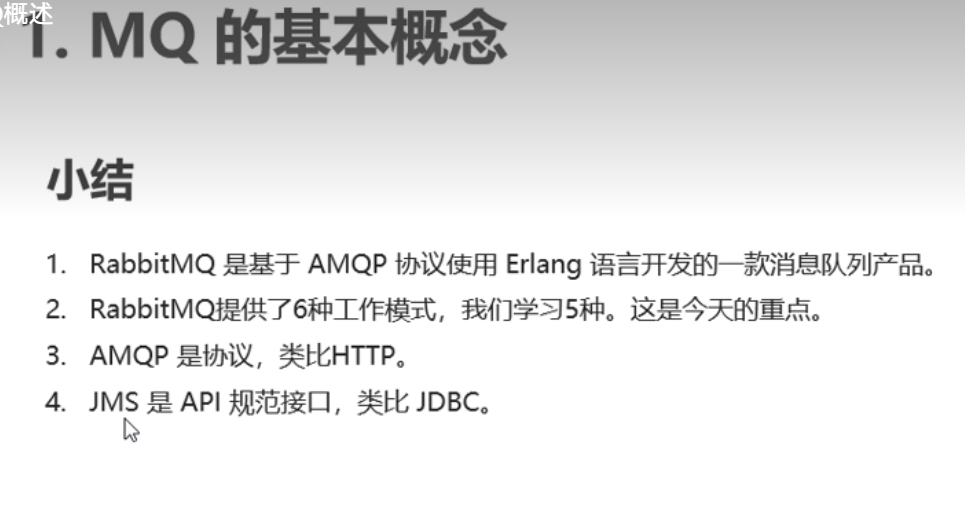 概述
1. MQ 的基本概念
小结
1. RabbitMQ 是基于 AMQP 协议使用 Erlang 语言开发的一款消息队列产品。
2. RabbitMQ提供了6种工作模式，我们学习5种。这是今天的重点。
3. AMQP 是协议，类比HTTP。
4. JMS 是 API 规范接口，类比 JDBC。